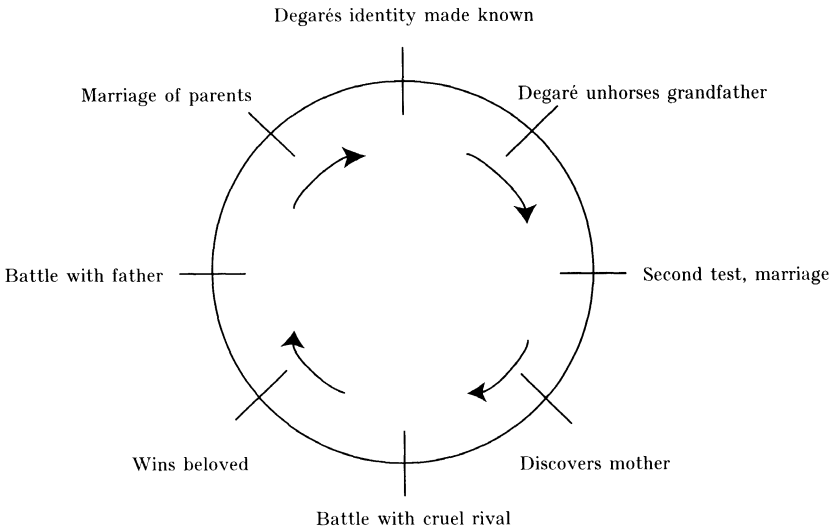 Degarés identity made known
Marriage of parents
Degaré unhorses grandfather
Battle with father
Second test, marriage
Wins beloved
Discovers mother
Battle with cruel rival